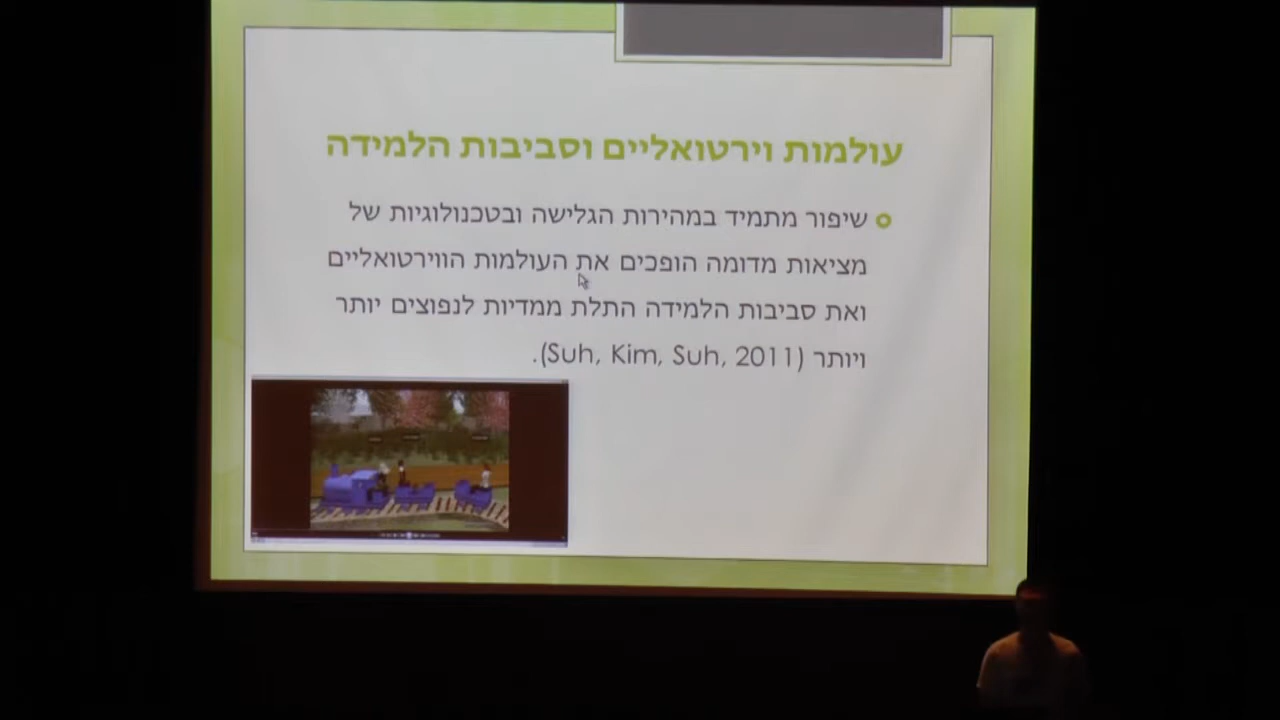 עולמות וירטואליים וסביבות הלמידה
שיפור מתמיד במהירות הגלישה ובטכנולוגיות של
מציאות מדומה הופכים את העולמות הווירטואליים
ואת סביבות הלמידה התלת ממדיות לנפוצים יותר
ויותר (Suh, Kim, Suh, 2011).